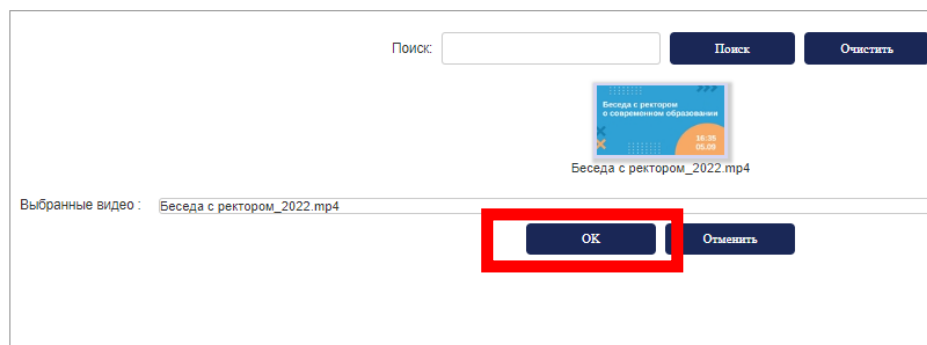 Поиск:
Поиск
Очистить
Беседа с ректором
о современном образовании
16:35
05.09
Беседа с ректором_2022.mp4
Выбранные видео :
Беседа с ректором_2022.mp4
ОК
Отменить